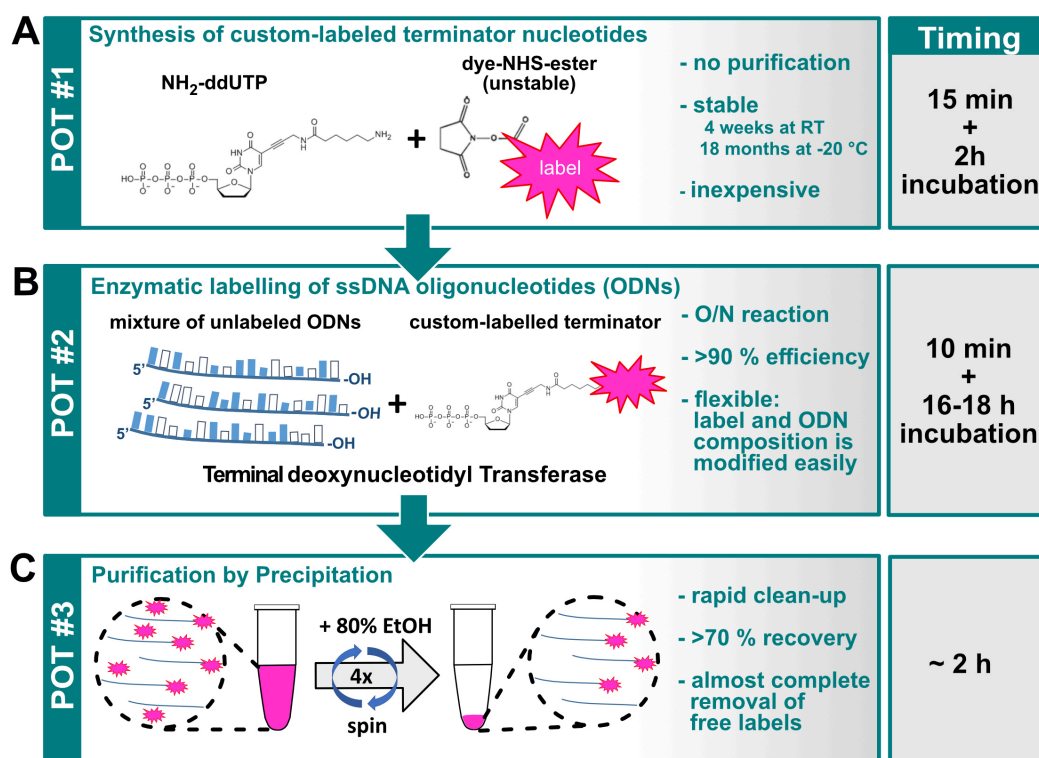 A
POT #1
Synthesis of custom-labeled terminator nucleotides
NH2-ddUTP
dye-NHS-ester
(unstable)
+
label
- no purification
- stable
4 weeks at RT
18 months at -20 °C
- inexpensive
Timing
15 min
+
2h
incubation
B
POT #2
Enzymatic labelling of ssDNA oligonucleotides (ODNs)
mixture of unlabeled ODNs
custom-labelled terminator
5’
-OH
5’
-OH
5’
-OH
+
Terminal deoxynucleotidyl Transferase
- O/N reaction
- >90 % efficiency
- flexible:
label and ODN
composition is
modified easily
10 min
+
16-18 h
incubation
C
POT #3
Purification by Precipitation
+ 80% EtOH
4x
spin
- rapid clean-up
- >70 % recovery
- almost complete
removal of
free labels
~ 2 h